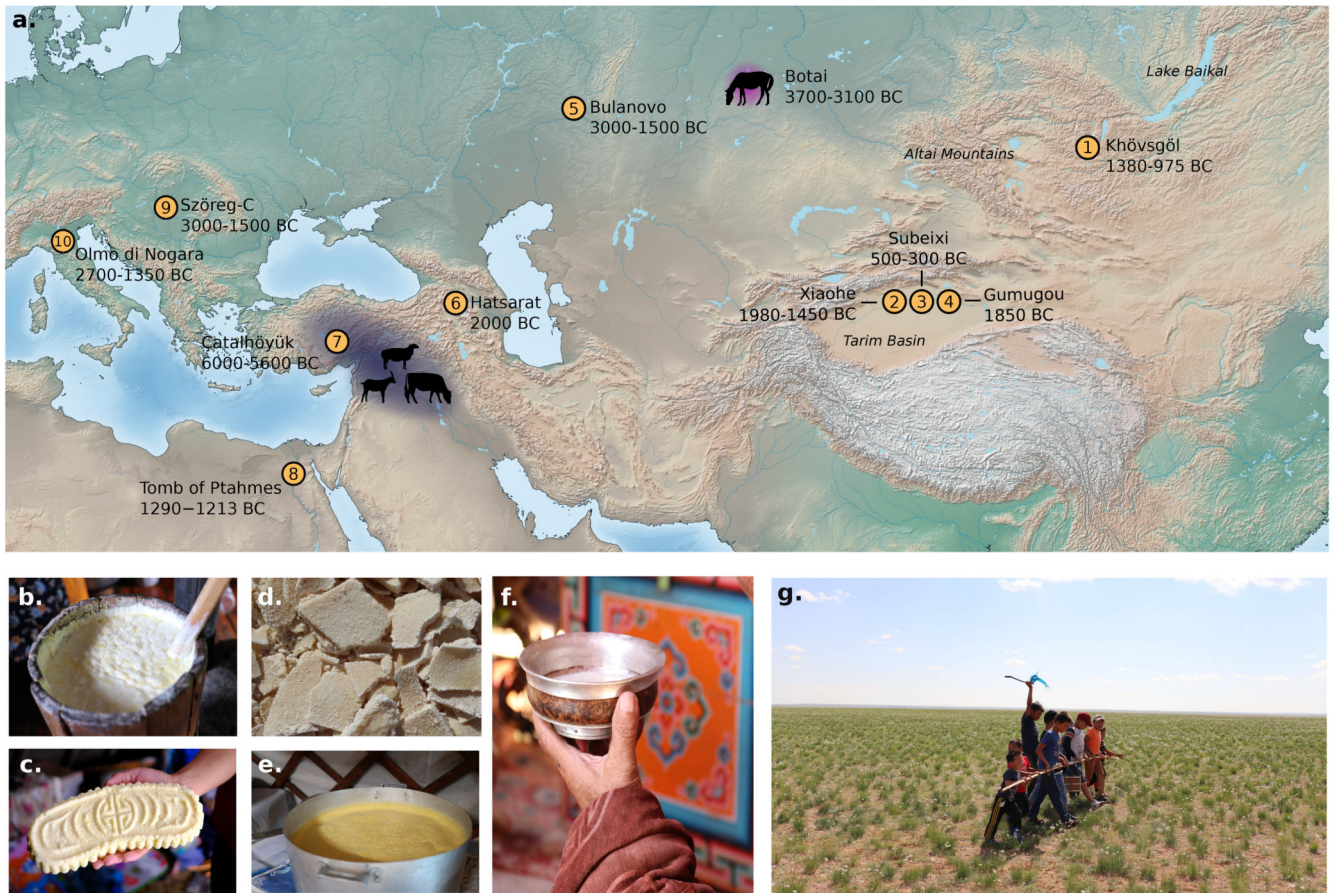 a.
Lake Baikal
Botai
3700-3100 BC
5
Bulanovo
3000-1500 BC
Altai Mountains
1
Khövsgöl
1380-975 BC
9
Szöreg-C
3000-1500 BC
10
Olmo di Nogara
2700-1350 BC
Subeixi
500-300 BC
6
Hatsarat
2000 BC
Xiaohe
1980-1450 BC
2
3
4
Gumugou
1850 BC
7
Çatalhöyük
6000-5600 BC
Tarim Basin
8
Tomb of Ptahmes
1290−1213 BC
b.
d.
f.
g.
c.
e.